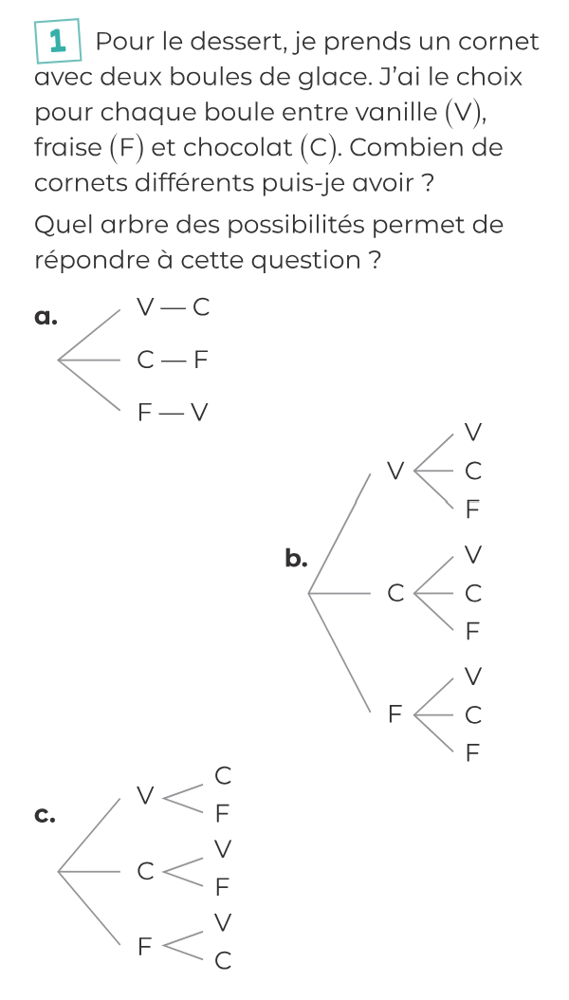 1 Pour le dessert, je prends un cornet
avec deux boules de glace. J’ai le choix
pour chaque boule entre vanille (V),
fraise (F) et chocolat (C). Combien de
cornets différents puis-je avoir ?
Quel arbre des possibilités permet de
répondre à cette question ?
a.
V — C
C — F
F — V
b.
V
V
C
F
C
V
C
F
F
V
C
F
c.
V
C
F
C
V
F
F
V
C